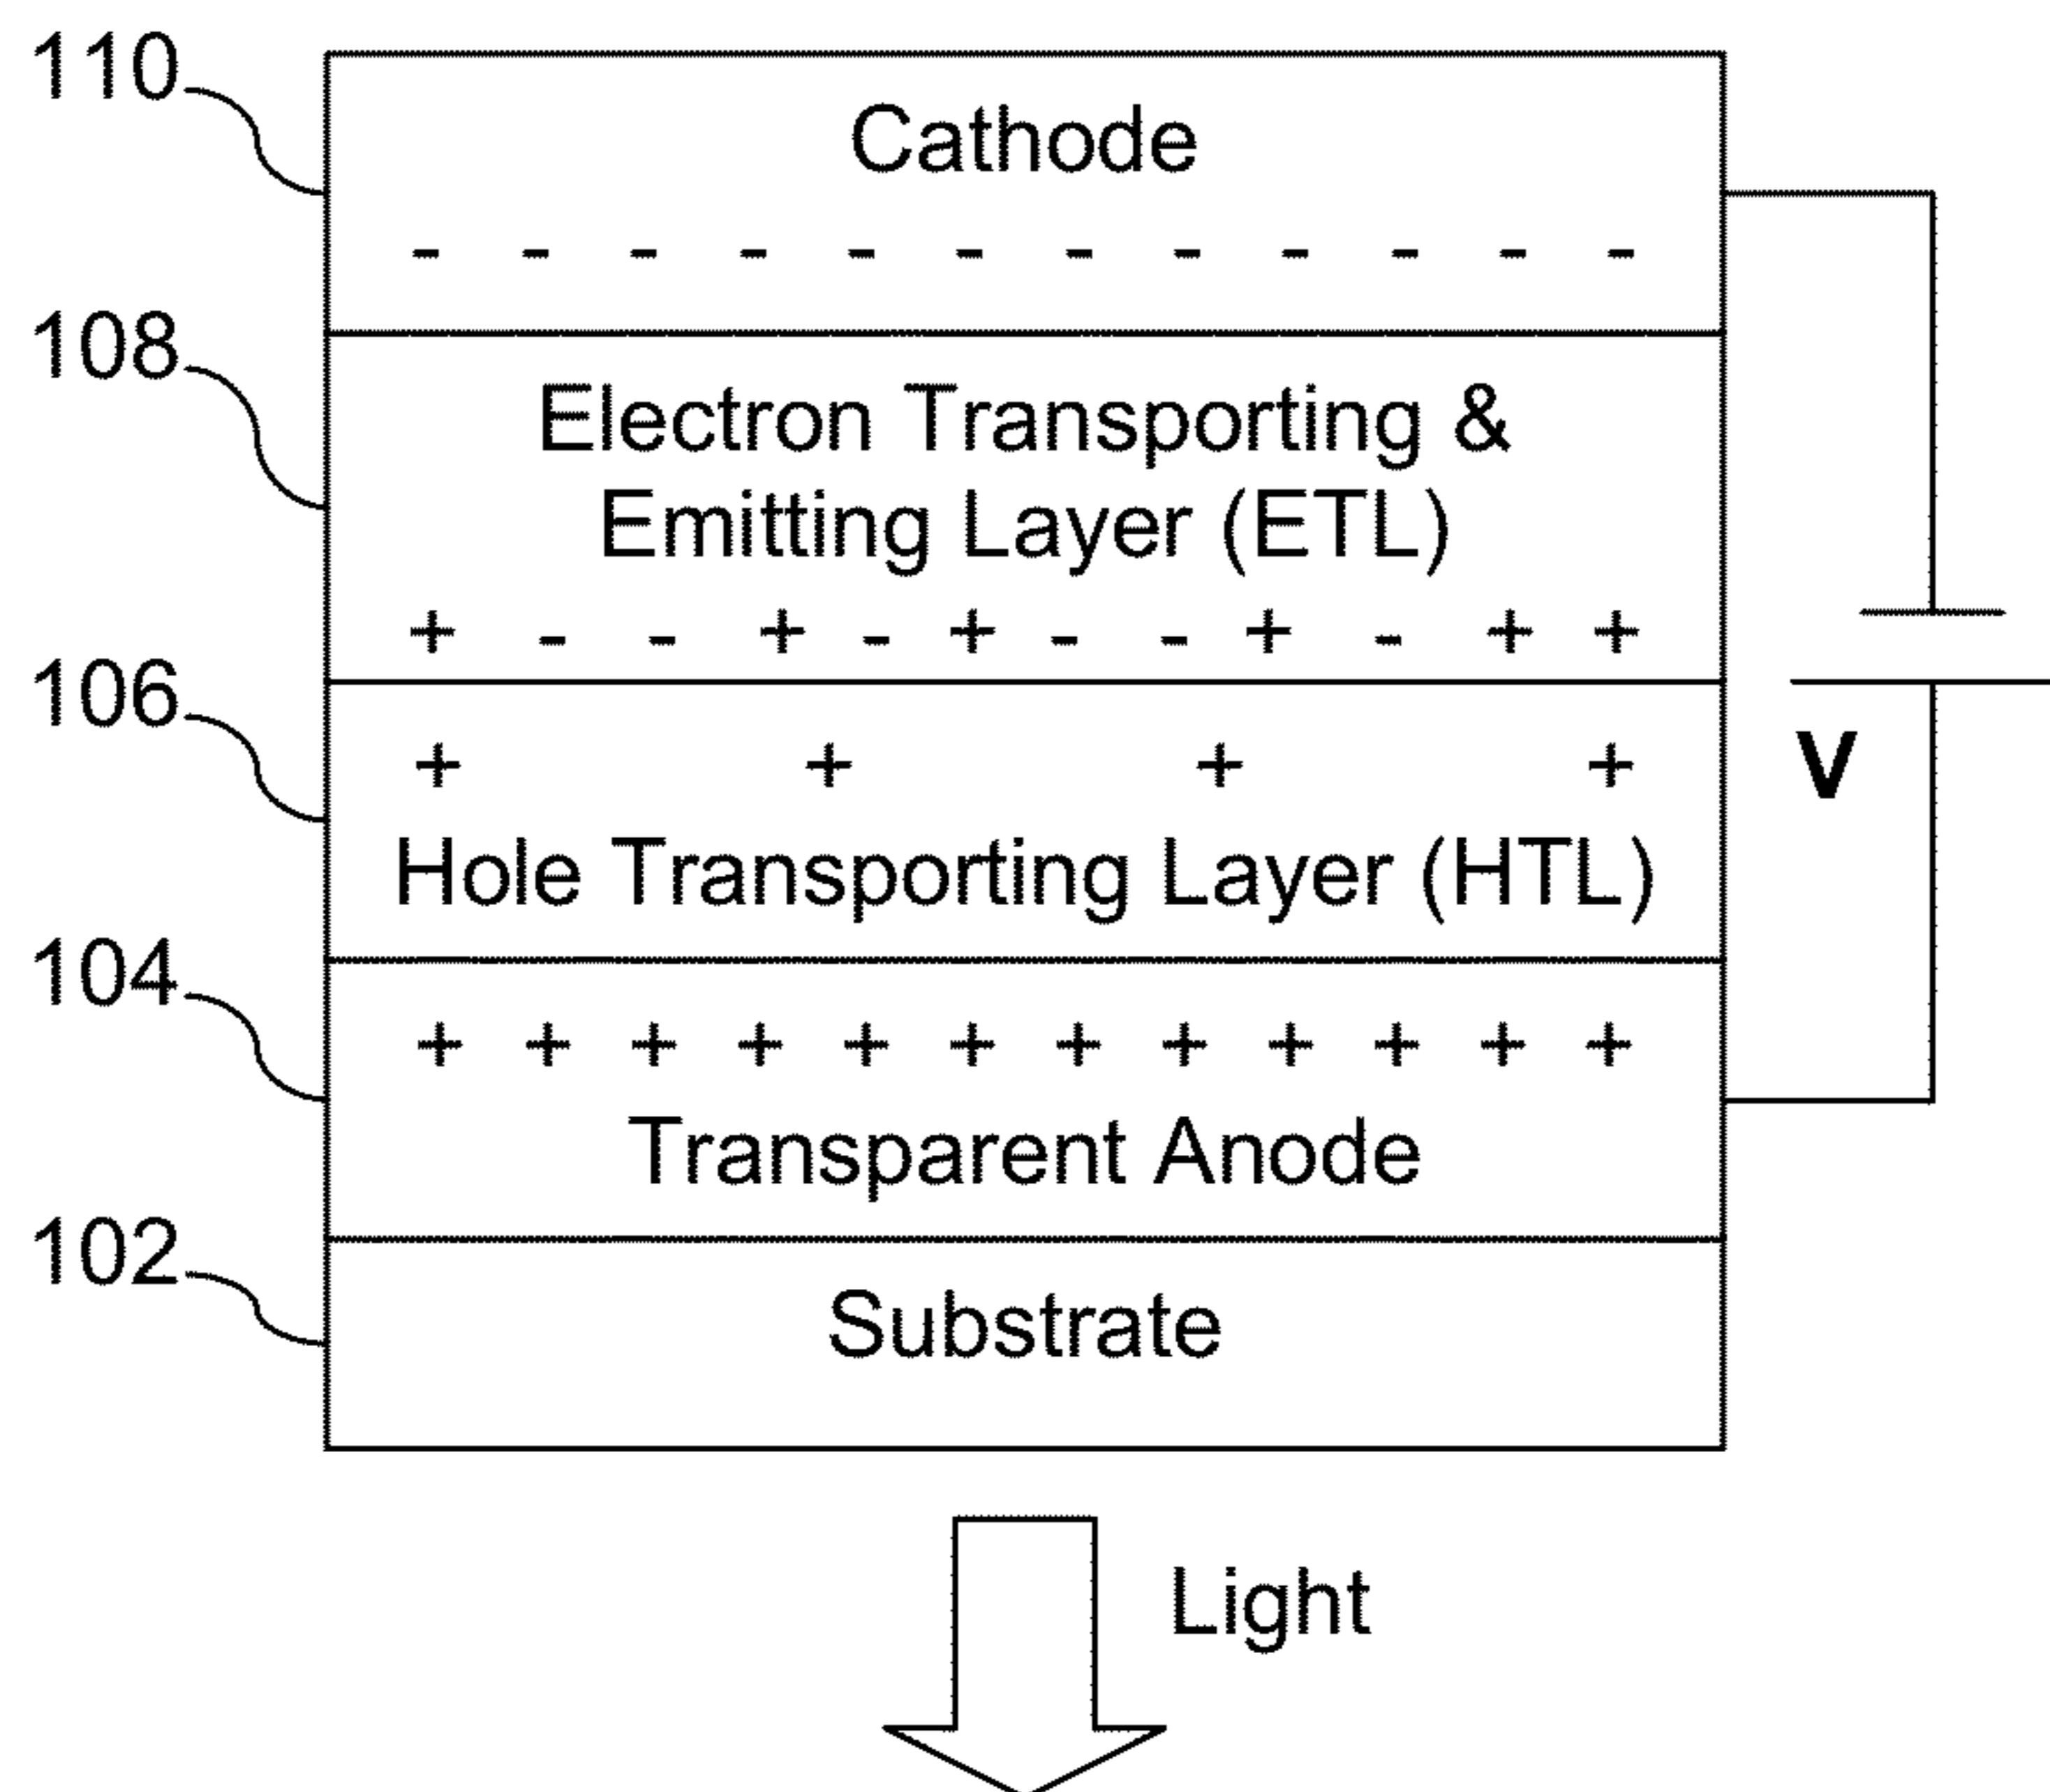 110
Cathode
- - - - - - - - - - - -
108
Electron Transporting &
Emitting Layer (ETL)
+ - - + - + - - + - + +
106
+ + + +
V
Hole Transporting Layer (HTL)
104
+ + + + + + + + + + + +
Transparent Anode
102
Substrate
Light